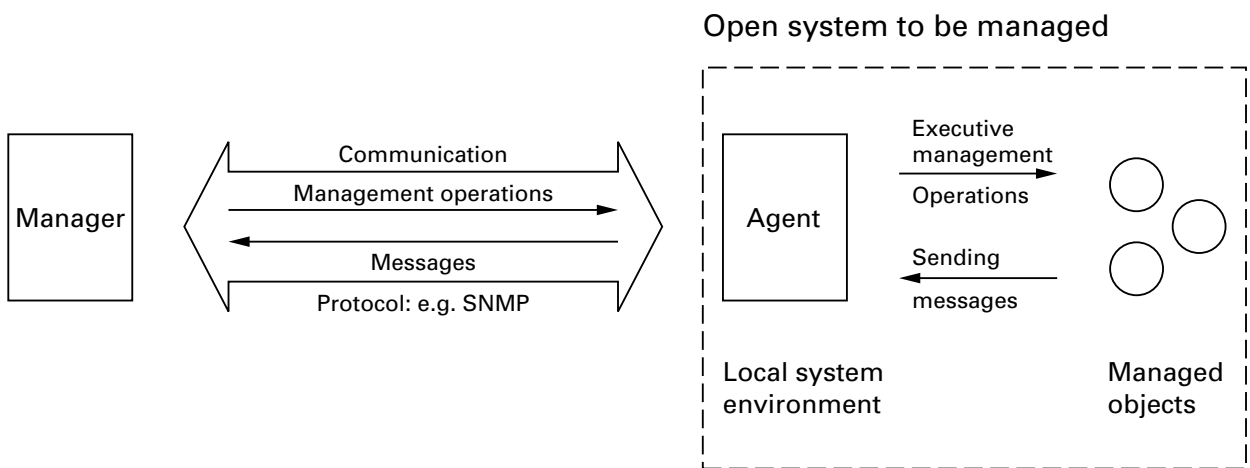 Open system to be managed
Manager
Communication
Management operations
Messages
Protocol: e.g. SNMP
Agent
Executive
management
Operations
Sending
messages
Local system
environment
Managed
objects